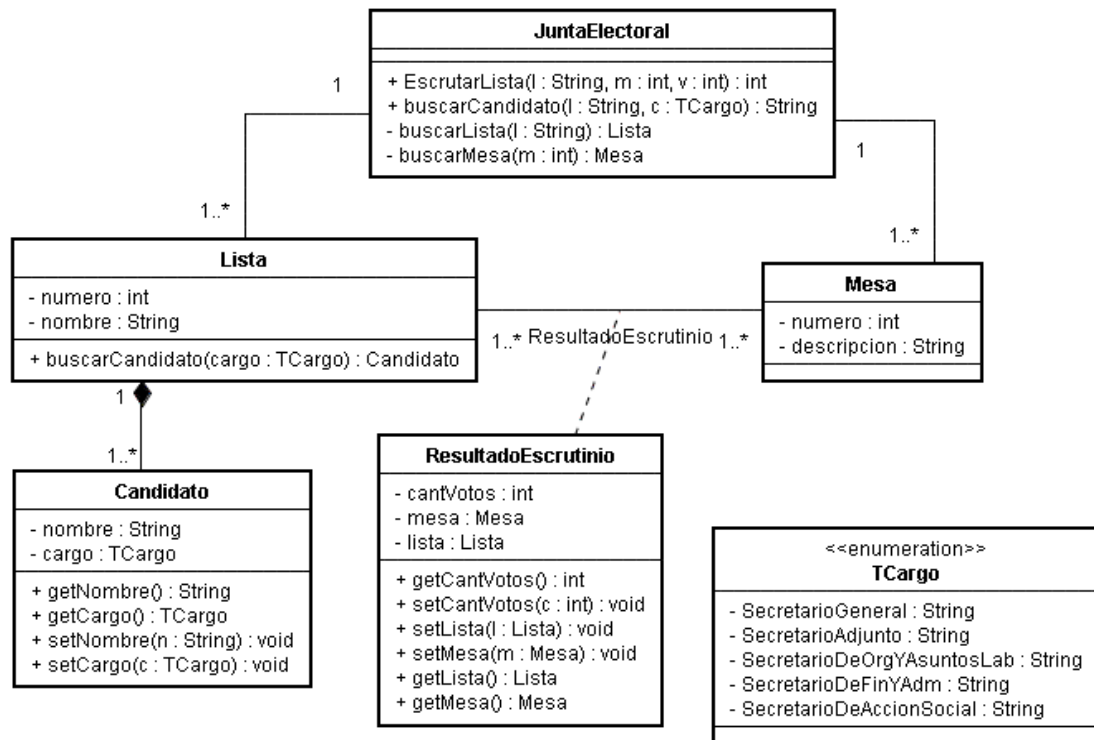 JuntaElectoral
+ EscrutarLista(l : String, m : int, v : int) : int
+ buscarCandidato(l : String, c : TCargo) : String
- buscarLista(l : String) : Lista
- buscarMesa(m : int) : Mesa
1
1
1..*
1..*
Lista
- numero : int
- nombre : String
+ buscarCandidato(cargo : TCargo) : Candidato
1..* ResultadoEscrutinio 1..*
Mesa
- numero : int
- descripcion : String
1
1..*
Candidato
- nombre : String
- cargo : TCargo
+ getNombre() : String
+ getCargo() : TCargo
+ setNombre(n : String) : void
+ setCargo(c : TCargo) : void
ResultadoEscrutinio
- cantVotos : int
- mesa : Mesa
- lista : Lista
+ getCantVotos() : int
+ setCantVotos(c : int) : void
+ setLista(l : Lista) : void
+ setMesa(m : Mesa) : void
+ getLista() : Lista
+ getMesa() : Mesa
<<enumeration>>
TCargo
- SecretarioGeneral : String
- SecretarioAdjunto : String
- SecretarioDeOrgYAsuntosLab : String
- SecretarioDeFinYAdm : String
- SecretarioDeAccionSocial : String